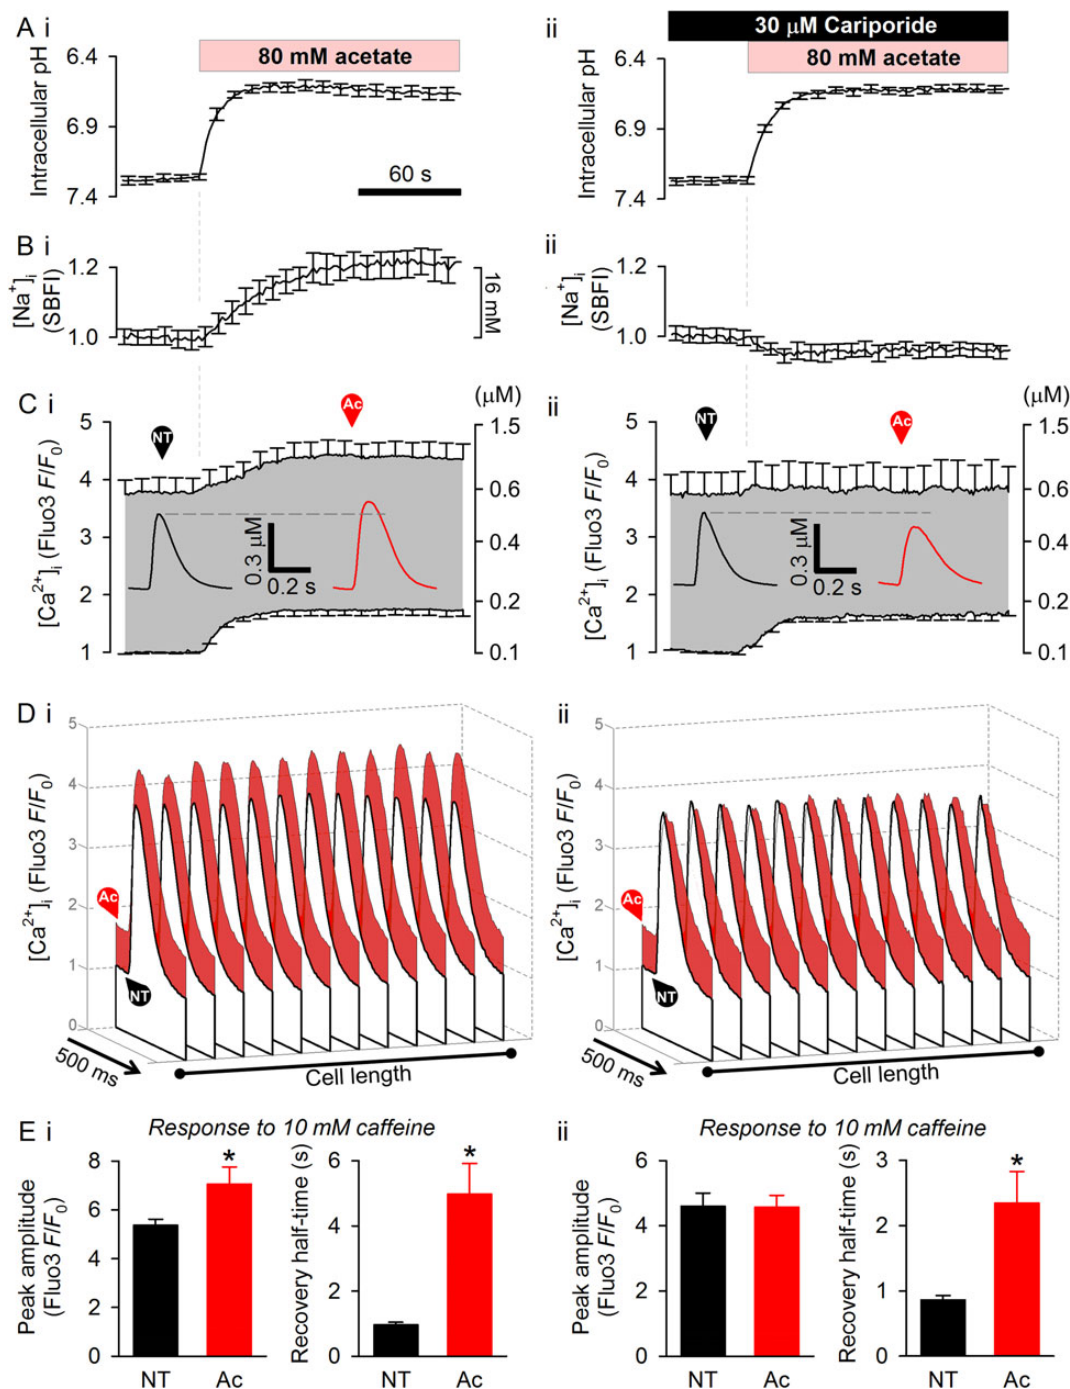 A i
80 mM acetate
Intracellular pH
6.4
6.9
7.4
60 s
ii
30 μM Cariporide
80 mM acetate
Intracellular pH
6.4
6.9
7.4
B i
[Na+]i
(SBFI)
1.2
1.0
16 mM
ii
[Na+]i
(SBFI)
1.2
1.0
C i
[Ca2+]i (Fluo3 F/F0)
5
4
3
2
1
NT
Ac
0.3 μM
0.2 s
(μM)
1.5
0.6
0.4
0.2
0.1
ii
[Ca2+]i (Fluo3 F/F0)
5
4
3
2
1
NT
Ac
0.3 μM
0.2 s
(μM)
1.5
0.6
0.4
0.2
0.1
D i
[Ca2+]i (Fluo3 F/F0)
5
4
3
2
1
0
Ac
NT
500 ms
Cell length
ii
[Ca2+]i (Fluo3 F/F0)
5
4
3
2
1
0
Ac
NT
500 ms
Cell length
E i
Response to 10 mM caffeine
Peak amplitude
(Fluo3 F/F0)
8
6
4
2
0
*
NT Ac
Recovery half-time (s)
6
4
2
0
*
NT Ac
ii
Response to 10 mM caffeine
Peak amplitude
(Fluo3 F/F0)
6
4
2
0
NT Ac
Recovery half-time (s)
3
2
1
0
*
NT Ac